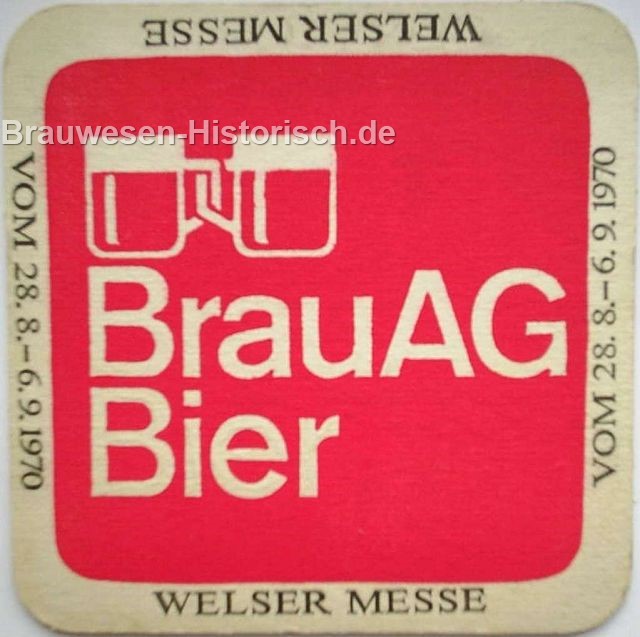 WELSER MESSE
Brauwesen-Historisch.de
VOM 28. 8.–6. 9. 1970
VOM 28. 8.–6. 9. 1970
BrauAG
Bier
WELSER MESSE